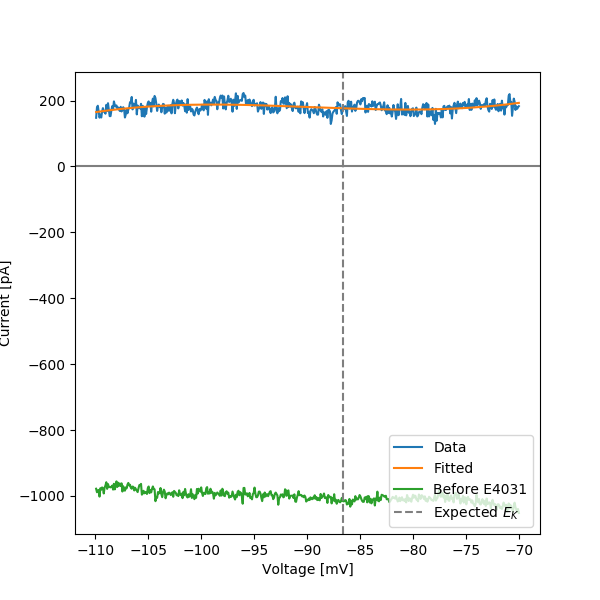 200
0
−200
−400
−600
−800
−1000
Current [pA]
−110
−105
−100
−95
−90
−85
−80
−75
−70
Voltage [mV]
Data
Fitted
Before E4031
Expected E_K